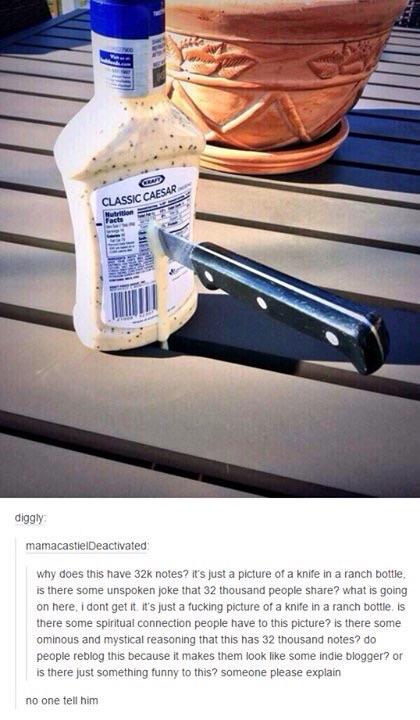 KRAFT
CLASSIC CAESAR
Nutrition
Facts
diggly:
mamacastielDeactivated:
why does this have 32k notes? it's just a picture of a knife in a ranch bottle,
is there some unspoken joke that 32 thousand people share? what is going
on here, i dont get it. it's just a fucking picture of a knife in a ranch bottle. is
there some spiritual connection people have to this picture? is there some
ominous and mystical reasoning that this has 32 thousand notes? do
people reblog this because it makes them look like some indie blogger? or
is there just something funny to this? someone please explain
no one tell him